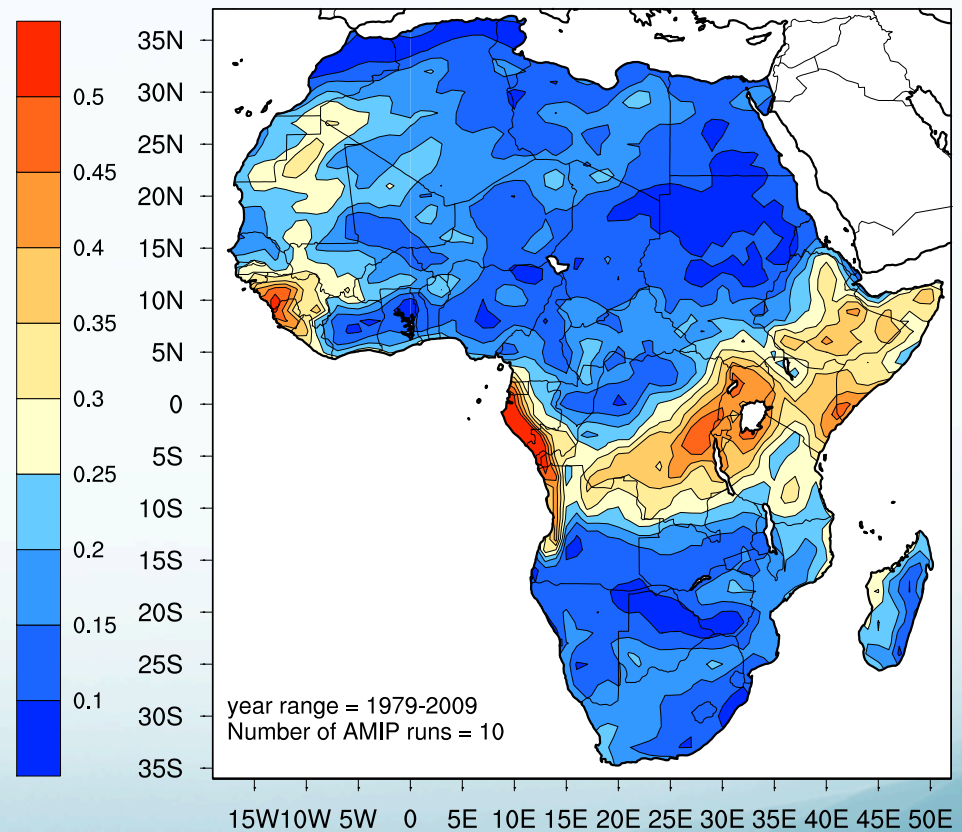 0.5
0.45
0.4
0.35
0.3
0.25
0.2
0.15
0.1
35N
30N
25N
20N
15N
10N
5N
0
5S
10S
15S
20S
25S
30S
35S
year range = 1979-2009
Number of AMIP runs = 10
15W 10W 5W 0 5E 10E 15E 20E 25E 30E 35E 40E 45E 50E